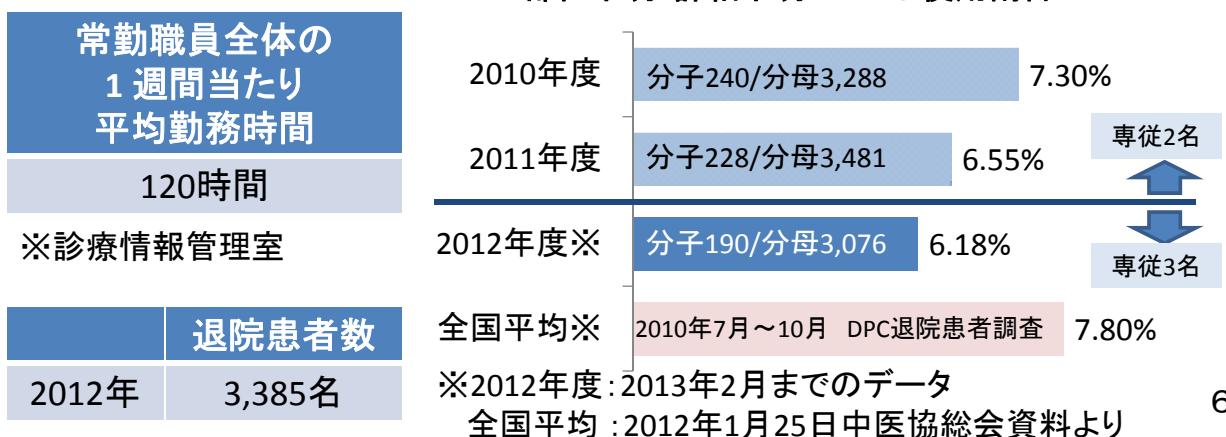 常勤職員全体の
1 週間当たり
平均勤務時間
120時間
※診療情報管理室
退院患者数
2012年 3,385名
2010年度 分子240/分母3,288 7.30%
2011年度 分子228/分母3,481 6.55%
専従2名
2012年度※ 分子190/分母3,076 6.18%
専従3名
全国平均※ 2010年7月～10月 DPC退院患者調査 7.80%
※2012年度：2013年2月までのデータ
全国平均：2012年1月25日中医協総会資料より
6